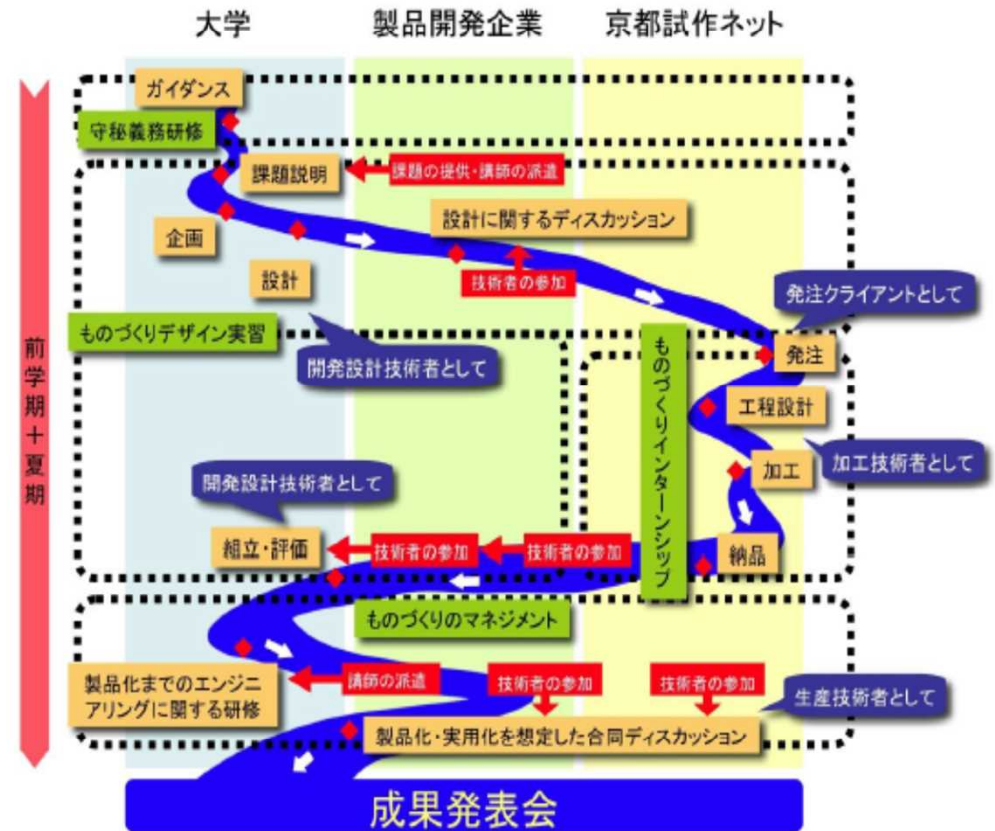 大学
製品開発企業
京都試作ネット
前学期＋夏期
ガイダンス
守秘義務研修
課題説明
課題の提供・講師の派遣
企画
設計に関するディスカッション
設計
技術者の参加
発注クライアントとして
ものづくりデザイン実習
開発設計技術者として
ものづくりインターンシップ
発注
工程設計
加工技術者として
加工
開発設計技術者として
組立・評価
技術者の参加
技術者の参加
納品
ものづくりのマネジメント
製品化までのエンジニ
アリングに関する研修
講師の派遣
技術者の参加
技術者の参加
生産技術者として
製品化・実用化を想定した合同ディスカッション
成果発表会